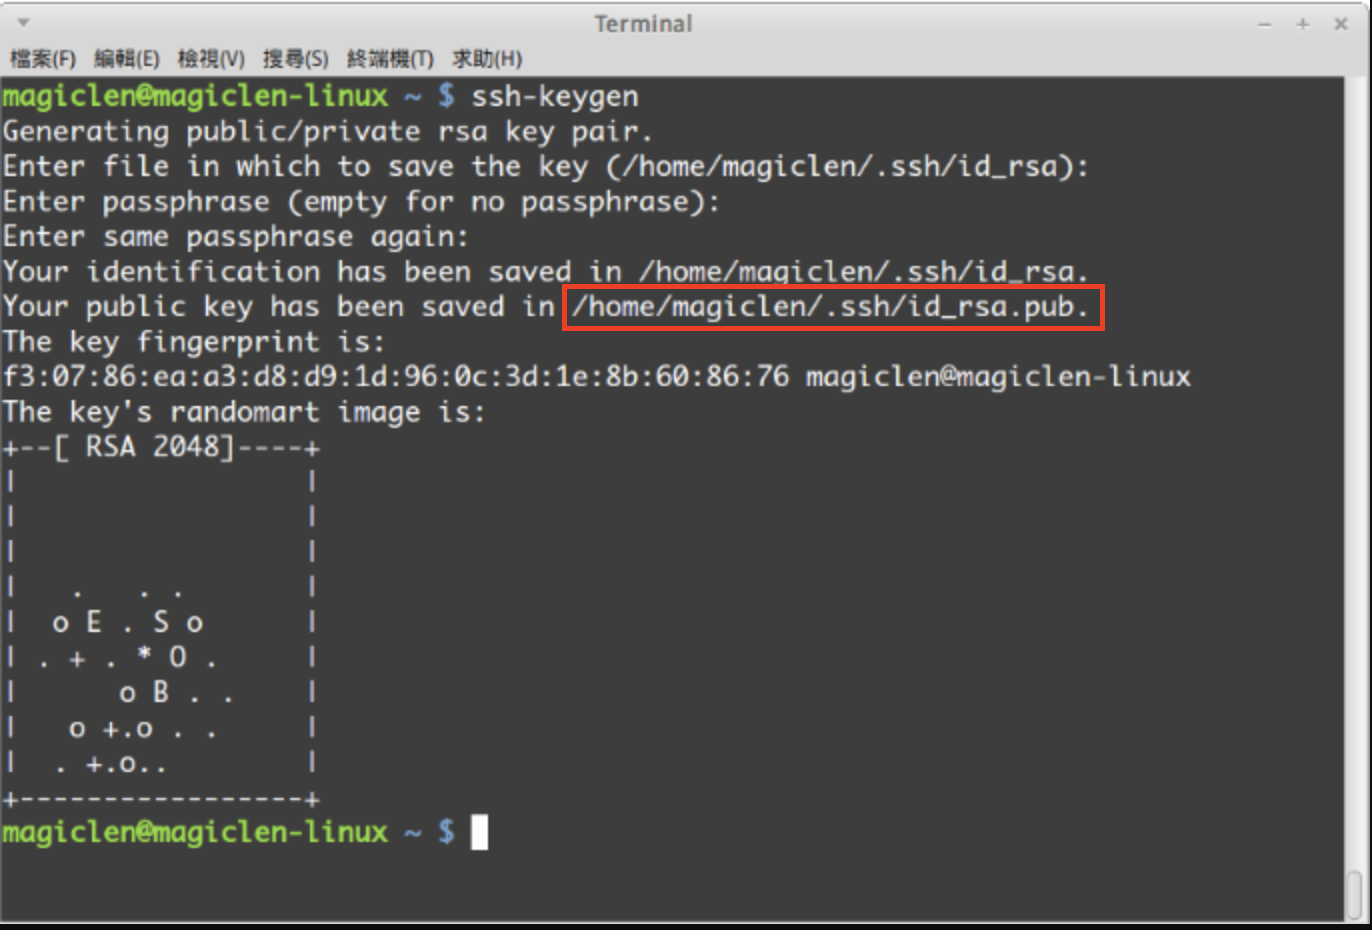 Terminal
檔案(F) 編輯(E) 檢視(V) 搜尋(S) 終端機(T) 求助(H)
magiclen@magiclen-linux ~ $ ssh-keygen
Generating public/private rsa key pair.
Enter file in which to save the key (/home/magiclen/.ssh/id_rsa):
Enter passphrase (empty for no passphrase):
Enter same passphrase again:
Your identification has been saved in /home/magiclen/.ssh/id_rsa.
Your public key has been saved in /home/magiclen/.ssh/id_rsa.pub.
The key fingerprint is:
f3:07:86:ea:a3:d8:d9:1d:96:0c:3d:1e:8b:60:86:76 magiclen@magiclen-linux
The key's randomart image is:
+--[ RSA 2048]----+
|                 |
|                 |
|                 |
|   .   . .       |
|  o E . S o      |
| . + . * O .     |
|      o B . .    |
|   o +.o . .     |
|  . +.o..        |
+-----------------+
magiclen@magiclen-linux ~ $